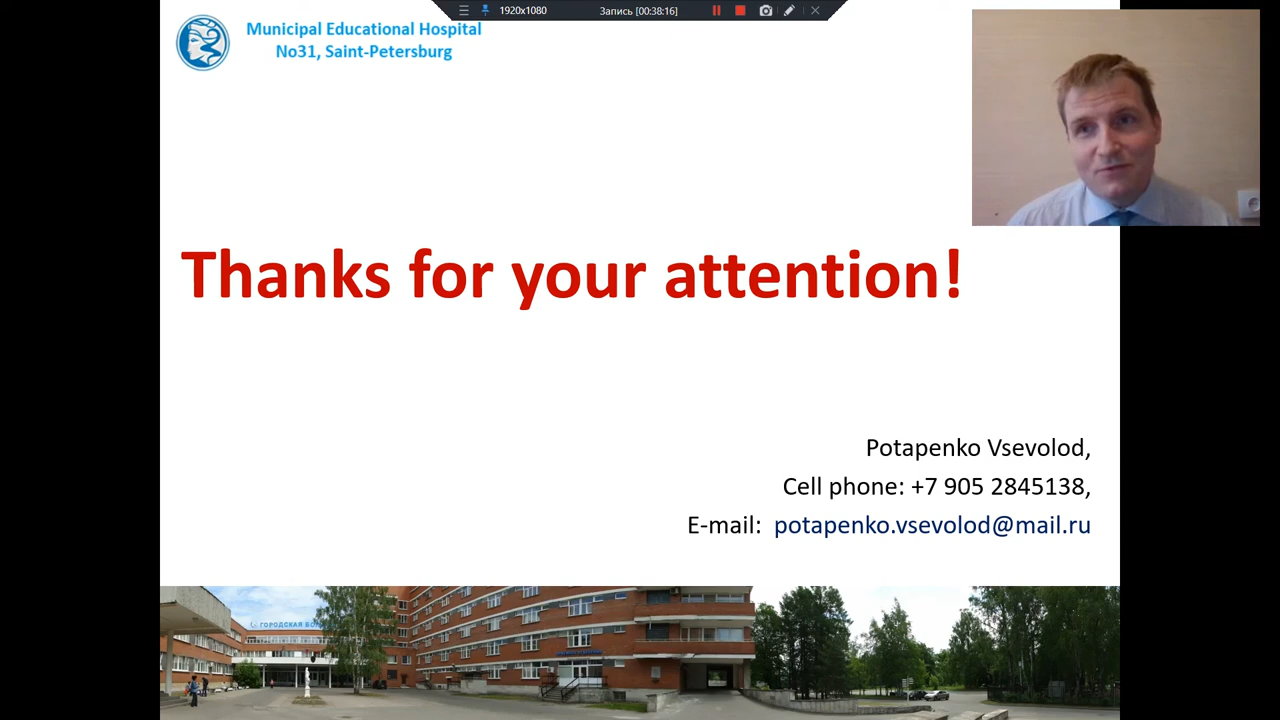 1920x1080
Запись [00:38:16]
Municipal Educational Hospital
No31, Saint-Petersburg
Thanks for your attention!
Potapenko Vsevolod,
Cell phone: +7 905 2845138,
E-mail: potapenko.vsevolod@mail.ru
ГОРОДСКАЯ